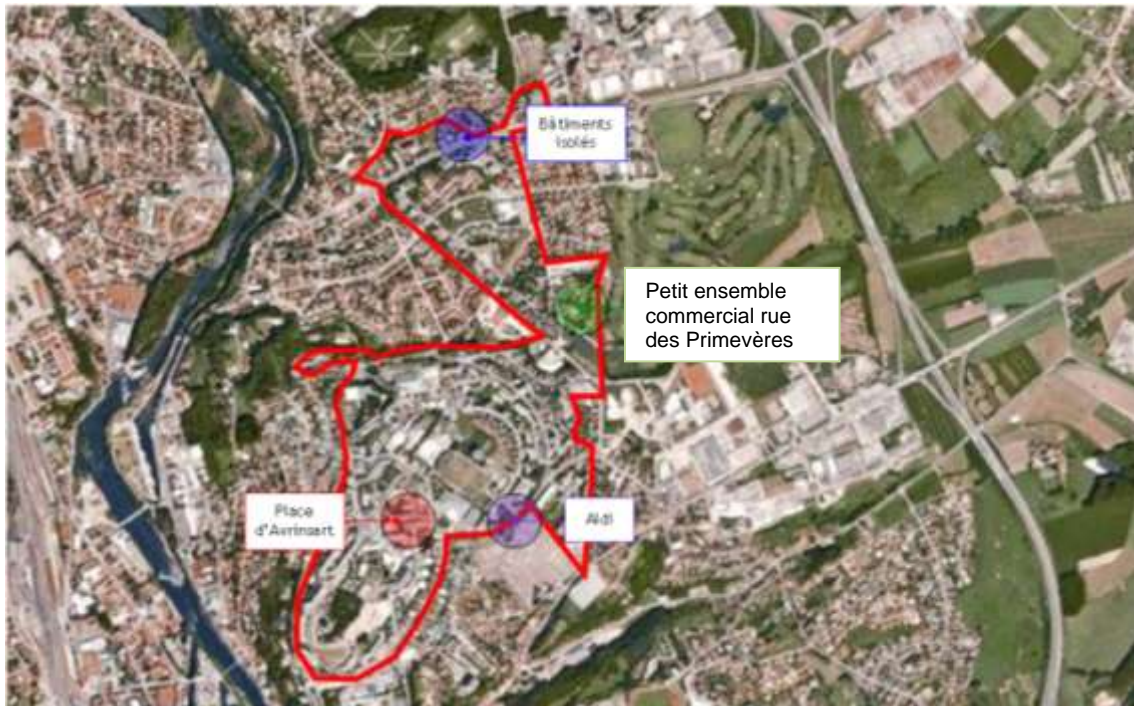 Bâtiments
isolés
Petit ensemble
commercial rue
des Primevères
Place
d'Avrinsart
Aldi